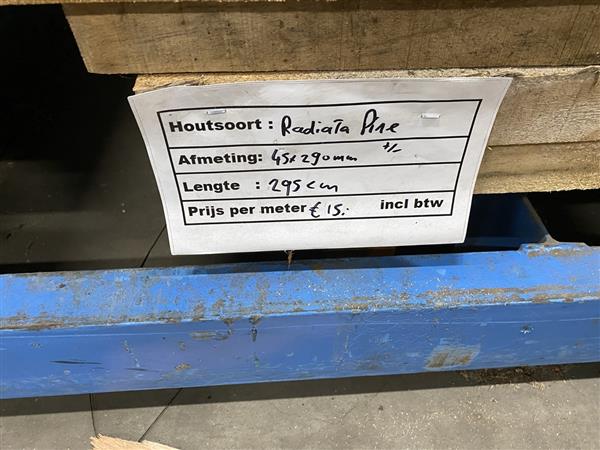 Houtsoort : Radiata Pine
Afmeting: 45x290mm +/-
Lengte : 295cm
Prijs per meter € 15.- incl btw